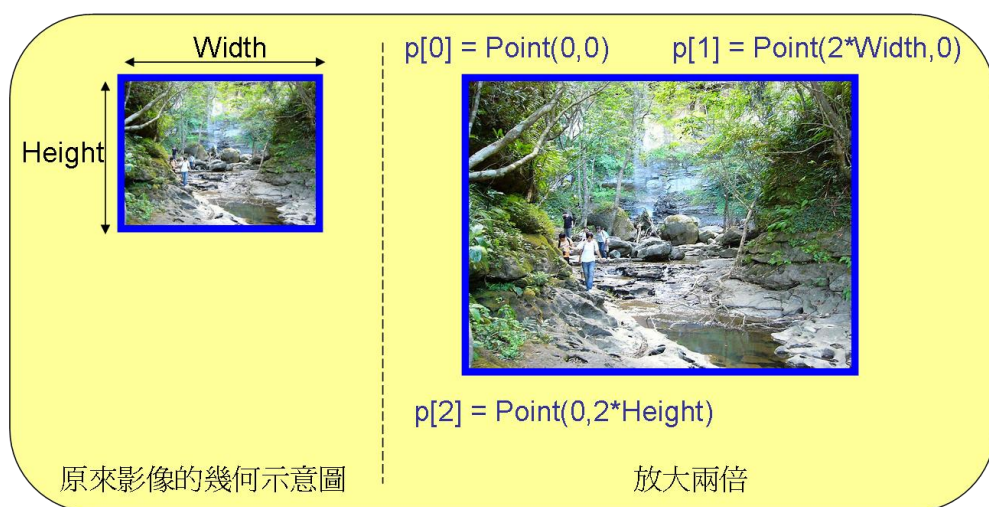 Width
Height
原來影像的幾何示意圖
p[0] = Point(0,0)
p[1] = Point(2*Width,0)
p[2] = Point(0,2*Height)
放大兩倍